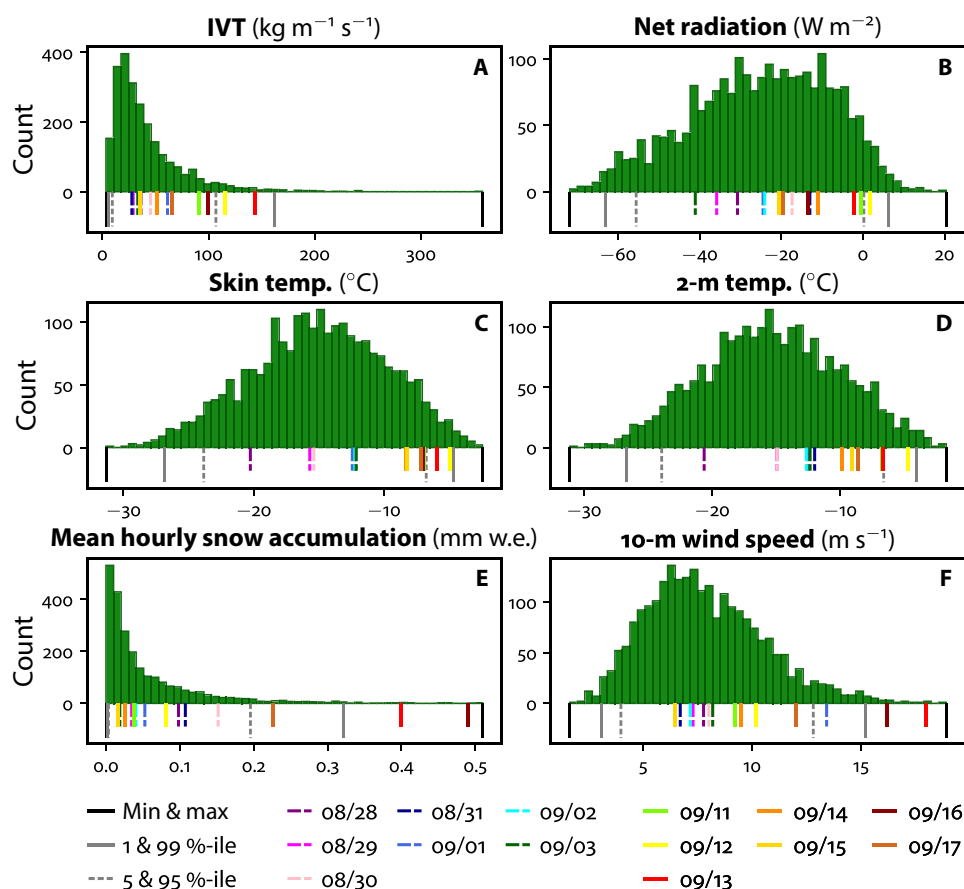 IVT (kg m−1 s−1)
Net radiation (W m−2)
A
B
Count
400
200
0
100
50
0
0 100 200 300
−60 −40 −20 0 20
Skin temp. (°C)
2-m temp. (°C)
C
D
Count
100
50
0
100
50
0
−30 −20 −10
−30 −20 −10
Mean hourly snow accumulation (mm w.e.)
10-m wind speed (m s−1)
E
F
Count
400
200
0
100
50
0
0.0 0.1 0.2 0.3 0.4 0.5
5 10 15
Min & max
1 & 99 %-ile
5 & 95 %-ile
08/28
08/29
08/30
08/31
09/01
09/02
09/03
09/11
09/12
09/13
09/14
09/15
09/16
09/17